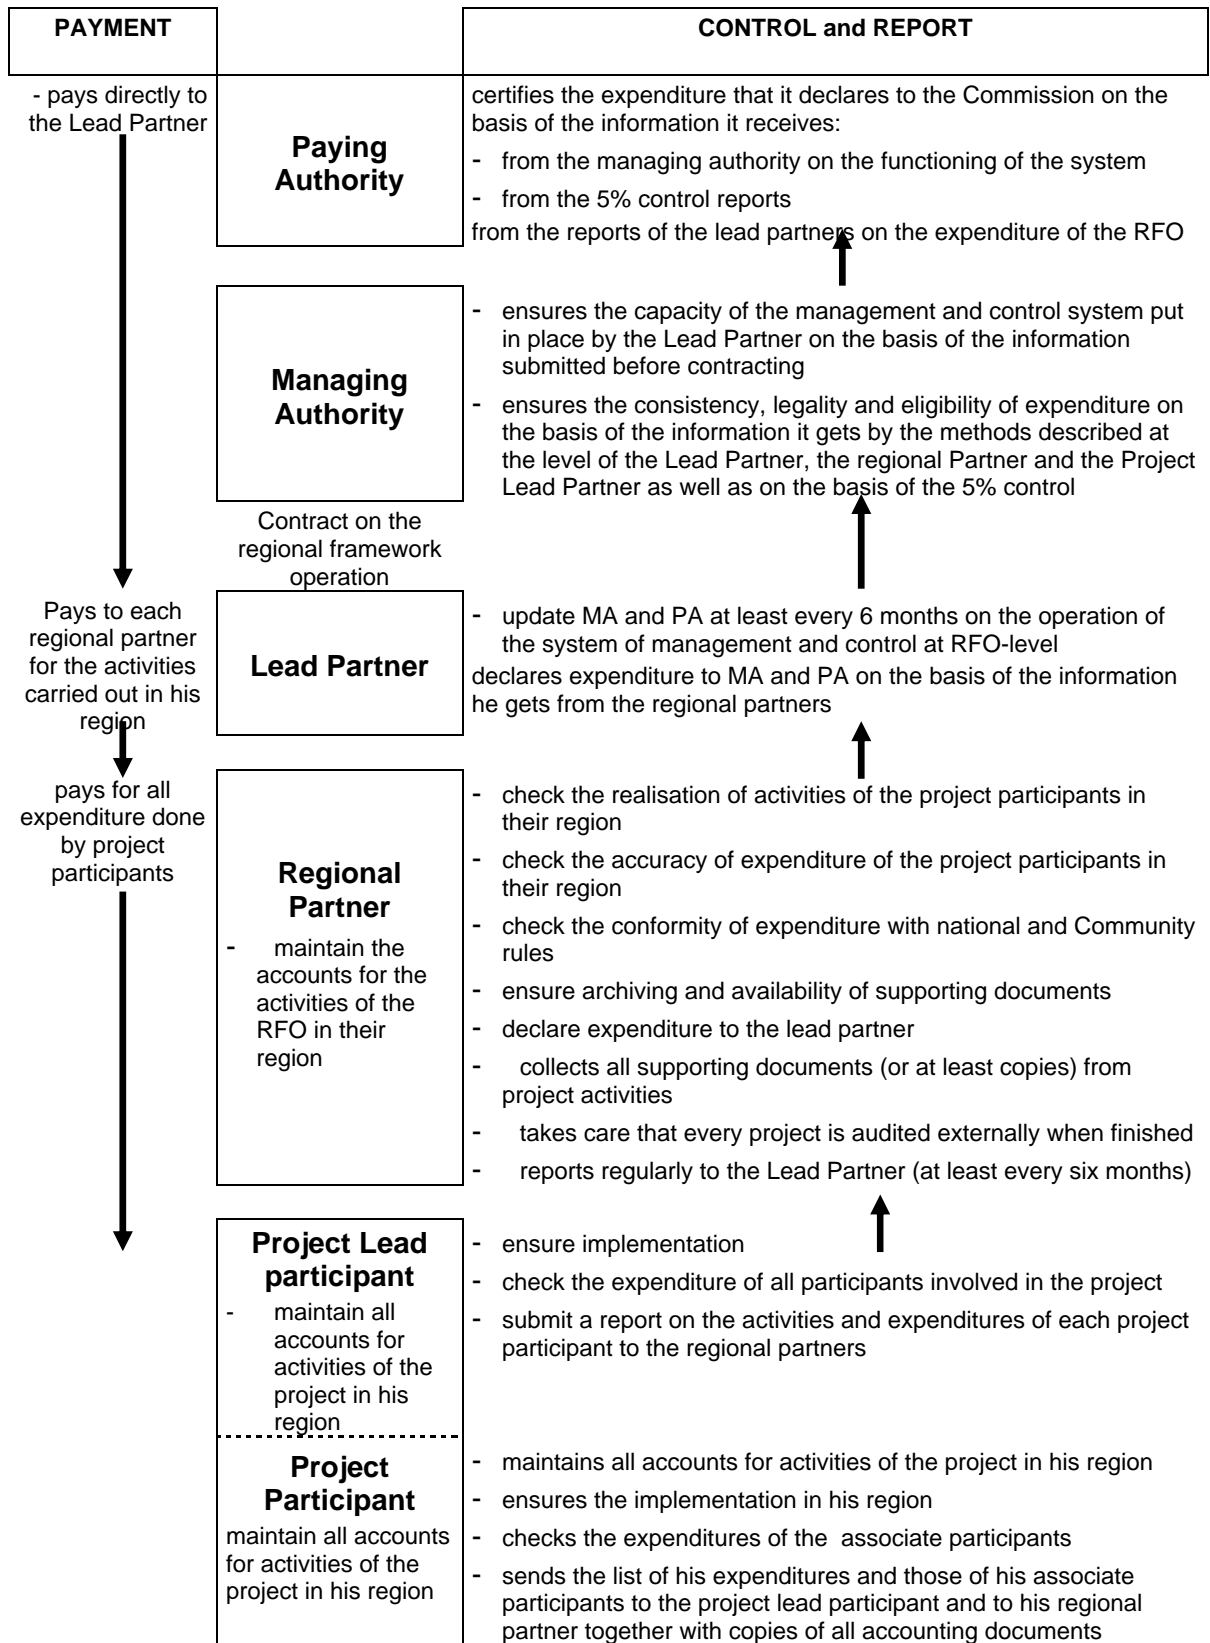 PAYMENT
CONTROL and REPORT
- pays directly to
the Lead Partner
Paying
Authority
certifies the expenditure that it declares to the Commission on the
basis of the information it receives:
- from the managing authority on the functioning of the system
- from the 5% control reports
from the reports of the lead partners on the expenditure of the RFO
Managing
Authority
- ensures the capacity of the management and control system put
in place by the Lead Partner on the basis of the information
submitted before contracting
- ensures the consistency, legality and eligibility of expenditure on
the basis of the information it gets by the methods described at
the level of the Lead Partner, the regional Partner and the Project
Lead Partner as well as on the basis of the 5% control
Contract on the
regional framework
operation
Pays to each
regional partner
for the activities
carried out in his
region
Lead Partner
- update MA and PA at least every 6 months on the operation of
the system of management and control at RFO-level
declares expenditure to MA and PA on the basis of the information
he gets from the regional partners
pays for all
expenditure done
by project
participants
Regional
Partner
- maintain the
accounts for the
activities of the
RFO in their
region
- check the realisation of activities of the project participants in
their region
- check the accuracy of expenditure of the project participants in
their region
- check the conformity of expenditure with national and Community
rules
- ensure archiving and availability of supporting documents
- declare expenditure to the lead partner
- collects all supporting documents (or at least copies) from
project activities
- takes care that every project is audited externally when finished
- reports regularly to the Lead Partner (at least every six months)
Project Lead
participant
- maintain all
accounts for
activities of the
project in his
region
- ensure implementation
- check the expenditure of all participants involved in the project
- submit a report on the activities and expenditures of each project
participant to the regional partners
Project
Participant
maintain all accounts
for activities of the
project in his region
- maintains all accounts for activities of the project in his region
- ensures the implementation in his region
- checks the expenditures of the associate participants
- sends the list of his expenditures and those of his associate
participants to the project lead participant and to his regional
partner together with copies of all accounting documents